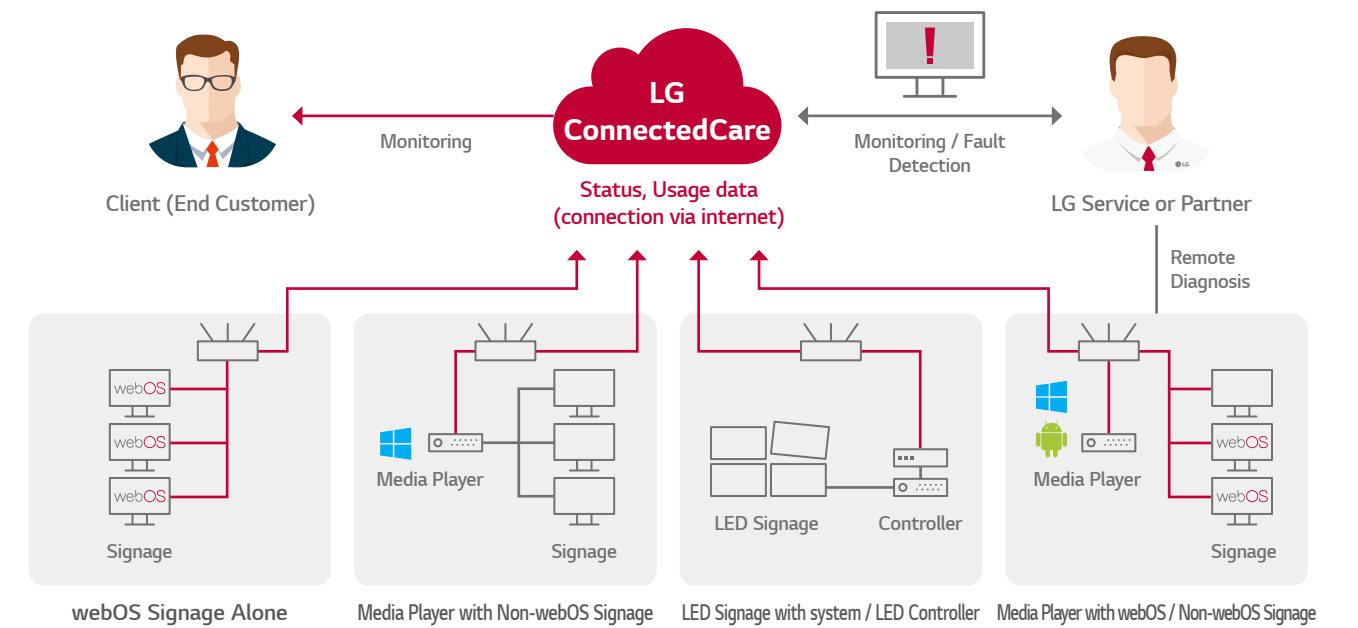 LG
ConnectedCare
Monitoring
Monitoring / Fault
Detection
LG
Client (End Customer)
Status, Usage data
(connection via internet)
LG Service or Partner
Remote
Diagnosis
webOS
webOS
webOS
Signage
webOS Signage Alone
Media Player
Signage
Media Player with Non-webOS Signage
LED Signage
Controller
LED Signage with system / LED Controller
Media Player
webOS
webOS
Signage
Media Player with webOS / Non-webOS Signage